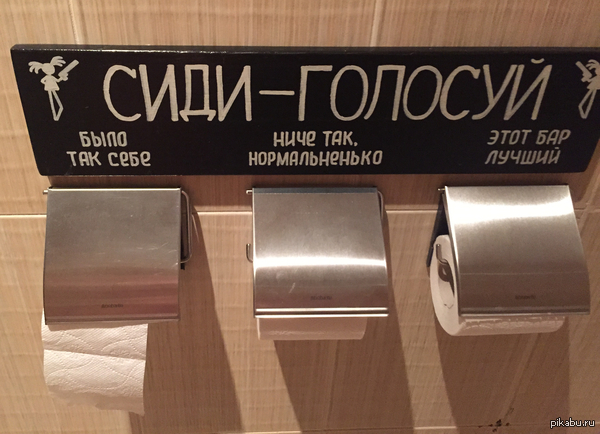 СИДИ-ГОЛОСУЙ
БЫЛО
ТАК СЕБЕ
НИЧЕ ТАК,
НОРМАЛЬНЕНЬКО
ЭТОТ БАР
ЛУЧШИЙ
pikabu.ru